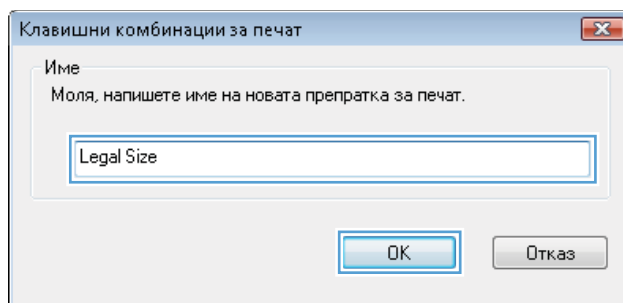 Клавишни комбинации за печат
Име
Моля, напишете име на новата препратка за печат.
Legal Size
OK
Отказ